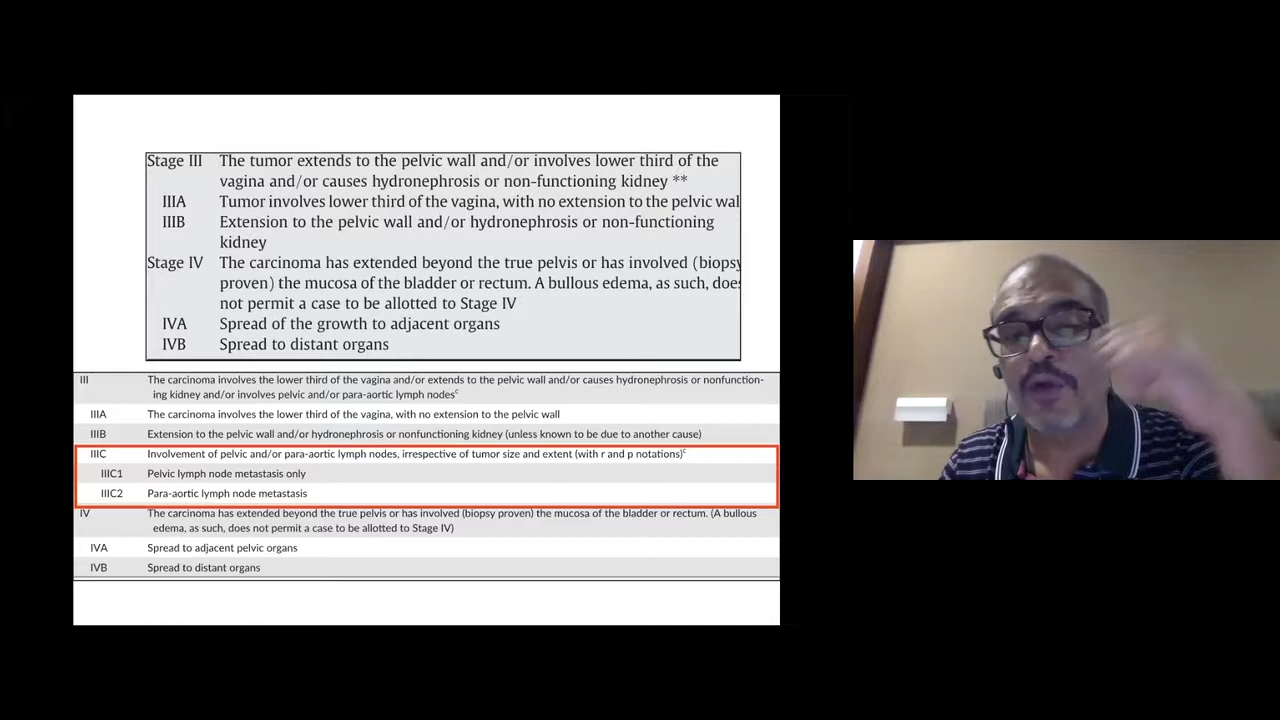 Stage III The tumor extends to the pelvic wall and/or involves lower third of the
vagina and/or causes hydronephrosis or non-functioning kidney **
IIIA Tumor involves lower third of the vagina, with no extension to the pelvic wal
IIIB Extension to the pelvic wall and/or hydronephrosis or non-functioning
kidney
Stage IV The carcinoma has extended beyond the true pelvis or has involved (biopsy
proven) the mucosa of the bladder or rectum. A bullous edema, as such, does
not permit a case to be allotted to Stage IV
IVA Spread of the growth to adjacent organs
IVB Spread to distant organs
III The carcinoma involves the lower third of the vagina and/or extends to the pelvic wall and/or causes hydronephrosis or nonfunction-
ing kidney and/or involves pelvic and/or para-aortic lymph nodesᶜ
IIIA The carcinoma involves the lower third of the vagina, with no extension to the pelvic wall
IIIB Extension to the pelvic wall and/or hydronephrosis or nonfunctioning kidney (unless known to be due to another cause)
IIIC Involvement of pelvic and/or para-aortic lymph nodes, irrespective of tumor size and extent (with r and p notations)ᶜ
IIIC1 Pelvic lymph node metastasis only
IIIC2 Para-aortic lymph node metastasis
IV The carcinoma has extended beyond the true pelvis or has involved (biopsy proven) the mucosa of the bladder or rectum. (A bullous
edema, as such, does not permit a case to be allotted to Stage IV)
IVA Spread to adjacent pelvic organs
IVB Spread to distant organs